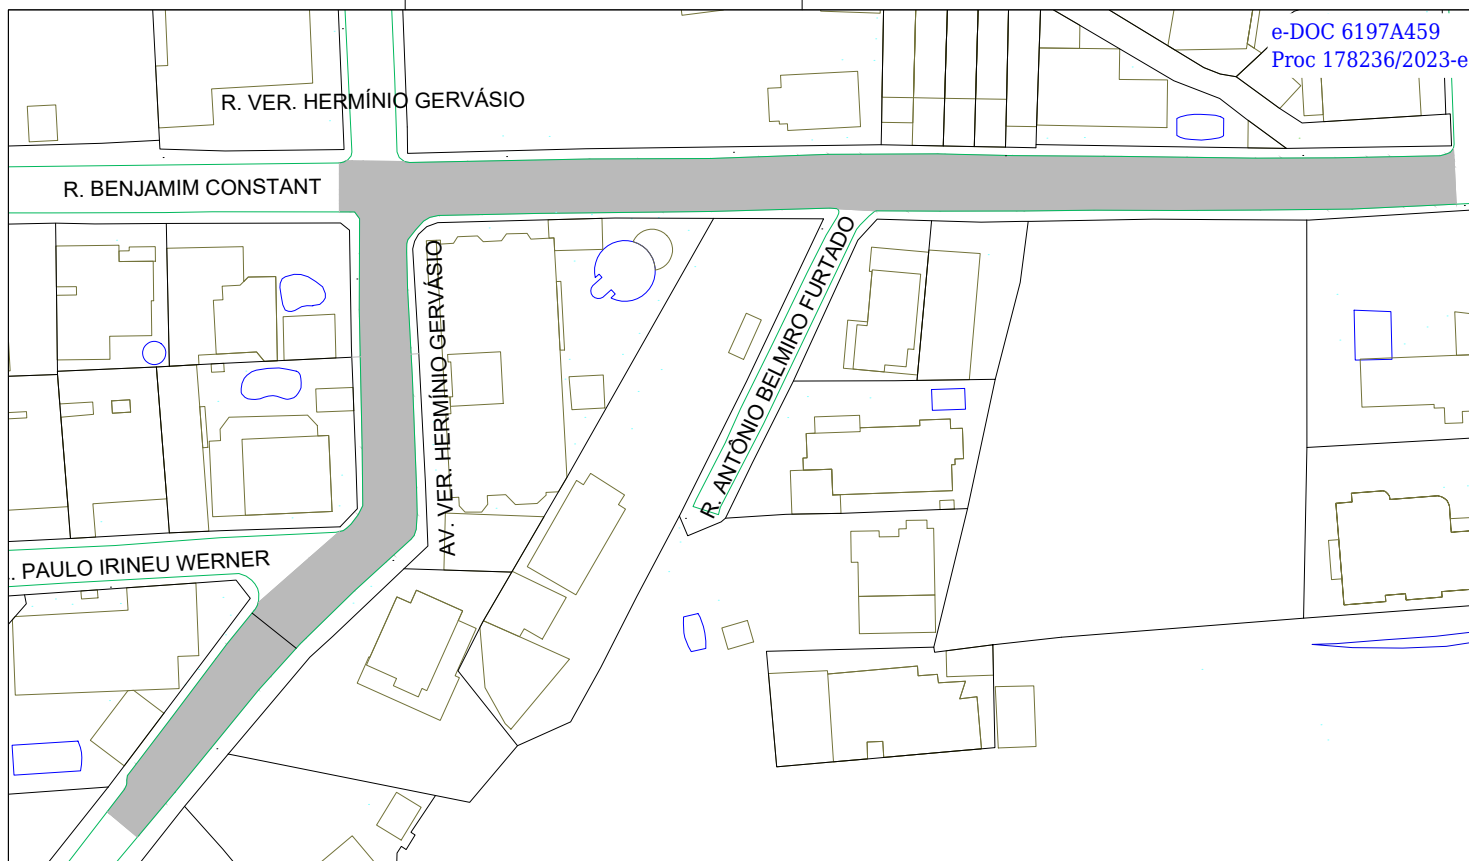 e-DOC 6197A459
Proc 178236/2023-e
R. VER. HERMÍNIO GERVÁSIO
R. BENJAMIM CONSTANT
AV. VER. HERMÍNIO GERVÁSIO
R. ANTÔNIO BELMIRO FURTADO
. PAULO IRINEU WERNER